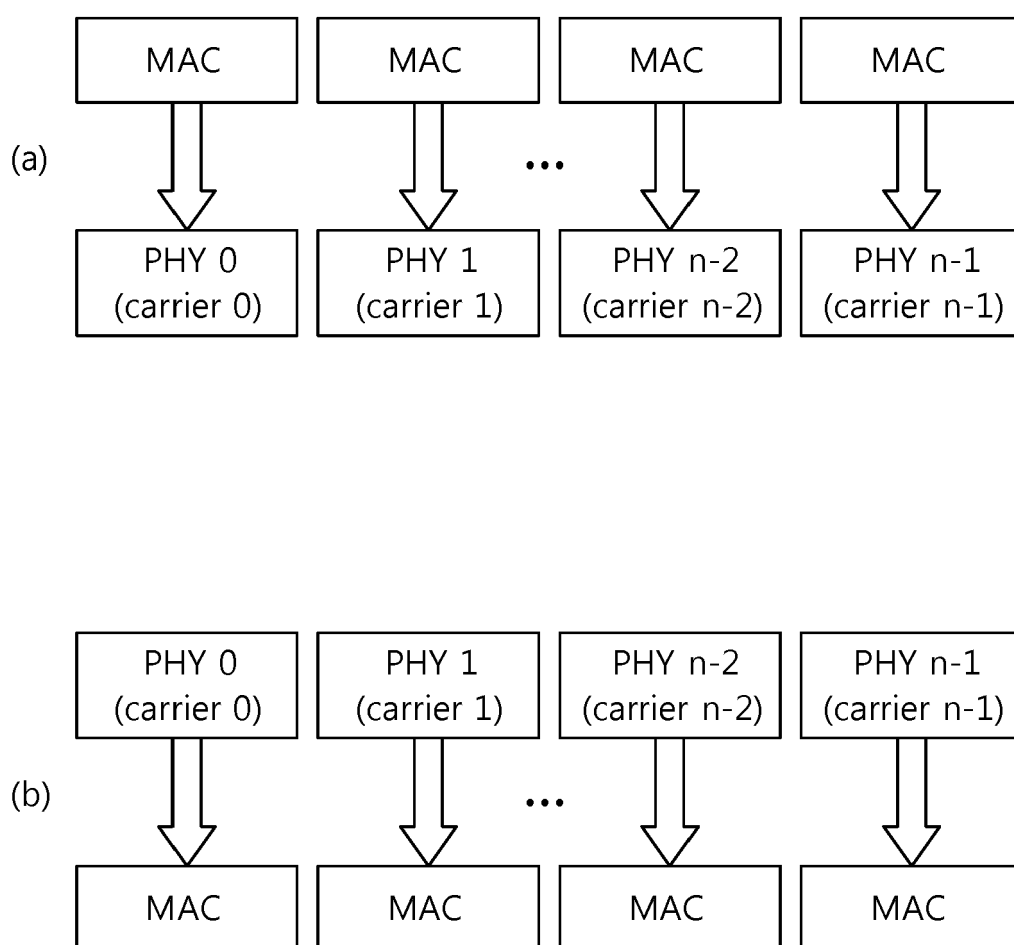 MAC MAC MAC MAC
(a) ...
PHY 0 PHY 1 PHY n-2 PHY n-1
(carrier 0) (carrier 1) (carrier n-2) (carrier n-1)
PHY 0 PHY 1 PHY n-2 PHY n-1
(carrier 0) (carrier 1) (carrier n-2) (carrier n-1)
(b) ...
MAC MAC MAC MAC